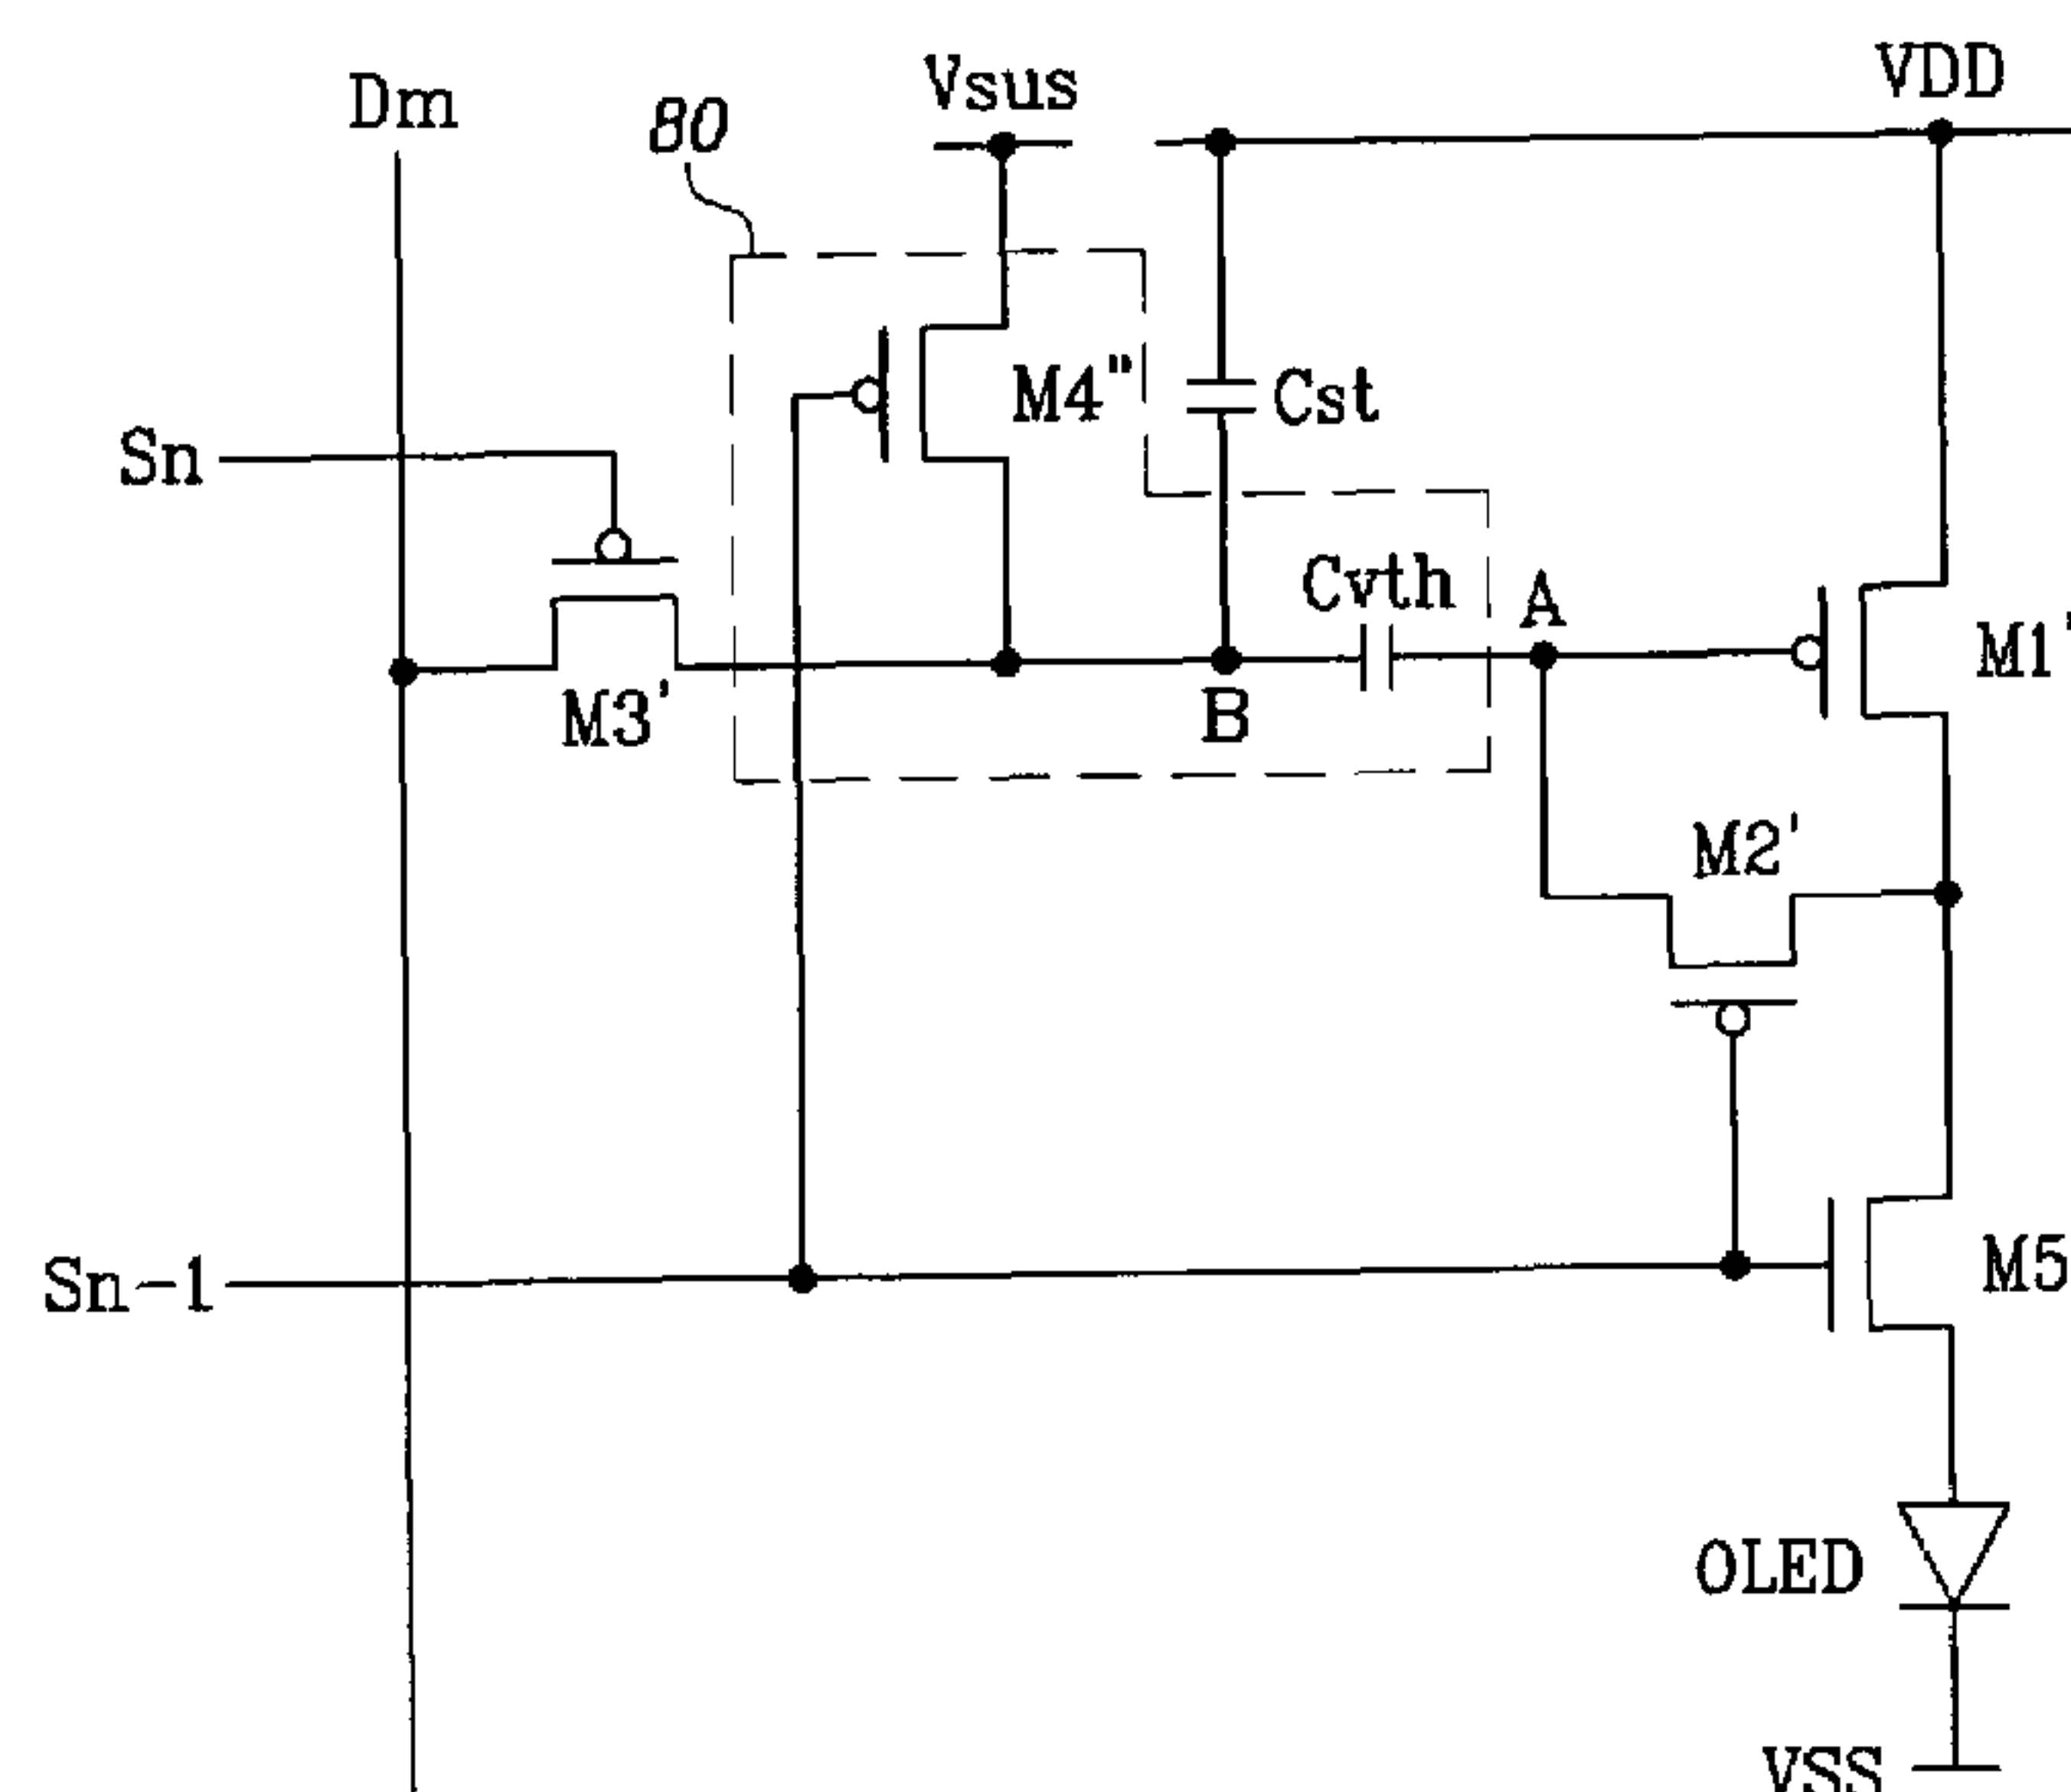 Dm
80
Vsus
VDD
Sn
M4"
Cst
Cvth
A
M1'
M3'
B
M2'
Sn-1
M5
OLED
VSS